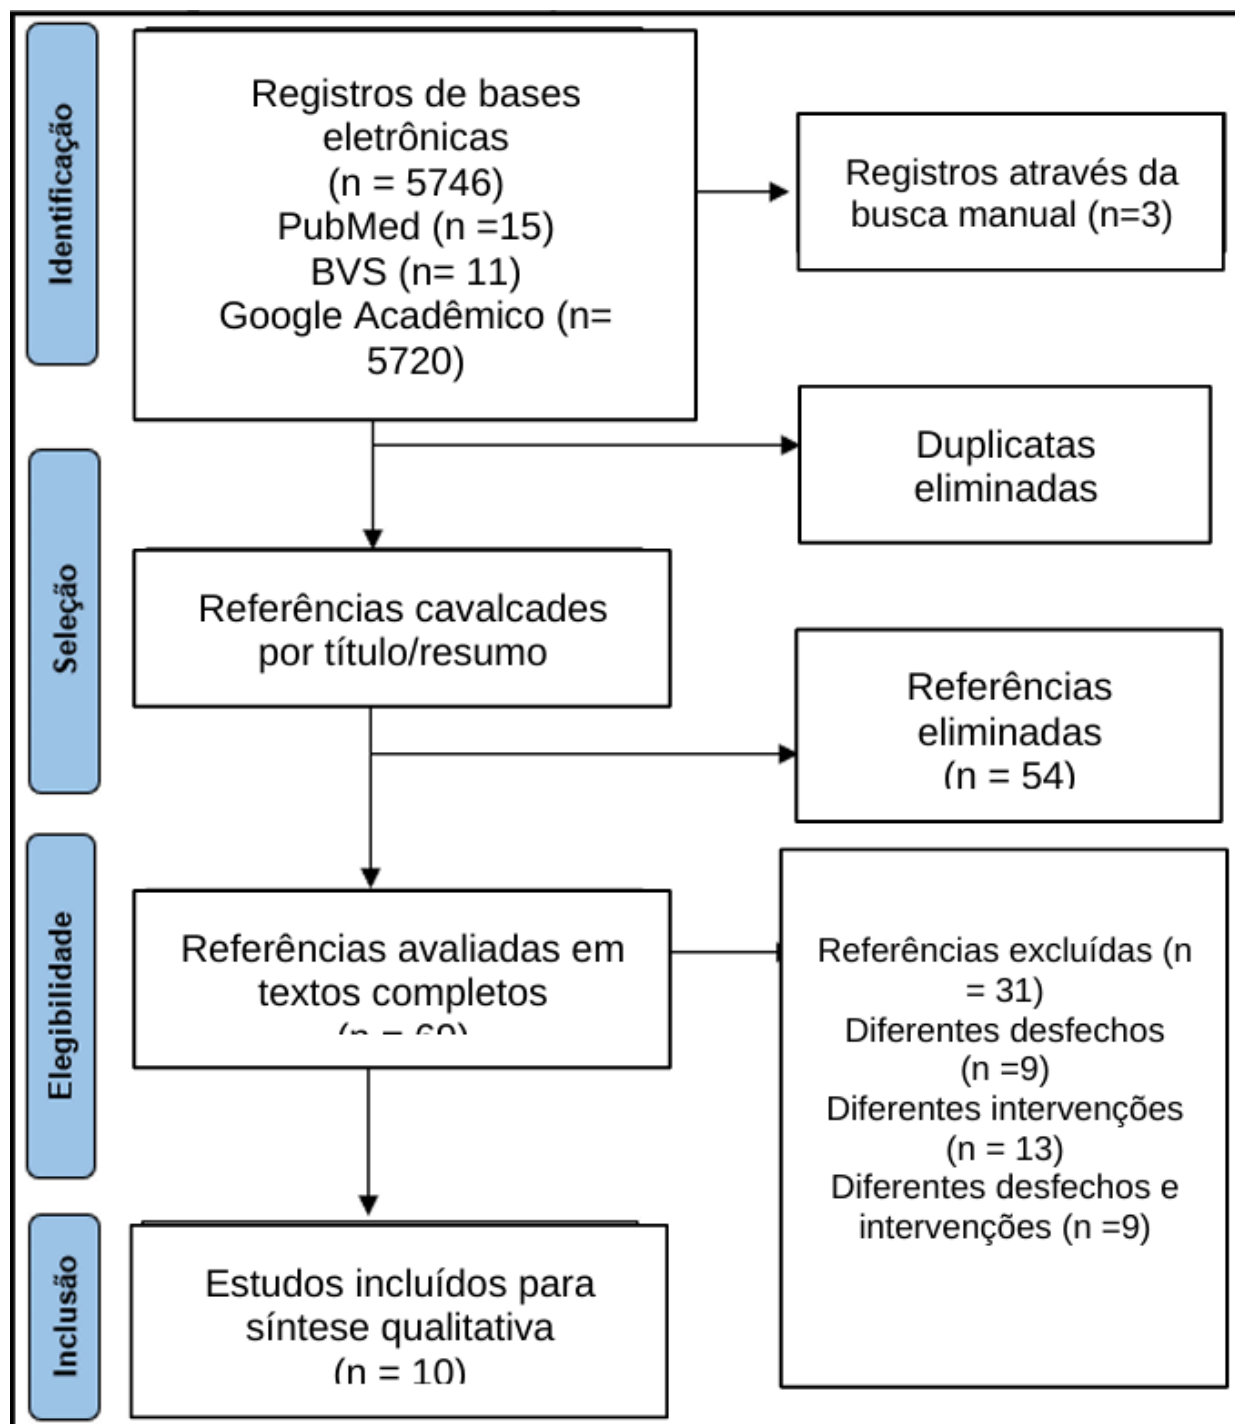 Identificação
Registros de bases
eletrônicas
(n = 5746)
PubMed (n =15)
BVS (n= 11)
Google Acadêmico (n=
5720)
Registros através da
busca manual (n=3)
Duplicatas
eliminadas
Seleção
Referências cavalcades
por título/resumo
Referências
eliminadas
(n = 54)
Elegibilidade
Referências avaliadas em
textos completos
(n =
Referências excluídas (n
= 31)
Diferentes desfechos
(n =9)
Diferentes intervenções
(n = 13)
Diferentes desfechos e
intervenções (n =9)
Inclusão
Estudos incluídos para
síntese qualitativa
(n = 10)